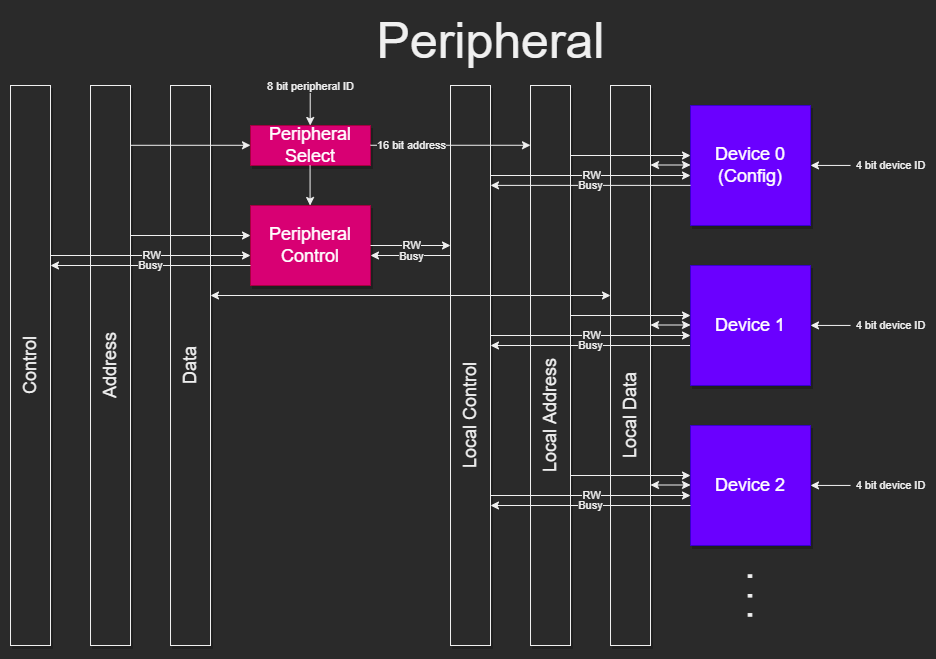 Peripheral
8 bit peripheral ID
Peripheral
Select
16 bit address
Peripheral
Control
RW
Busy
RW
Busy
Control
Address
Data
Local Control
Local Address
Local Data
Device 0
(Config)
RW
Busy
4 bit device ID
Device 1
RW
Busy
4 bit device ID
Device 2
RW
Busy
4 bit device ID